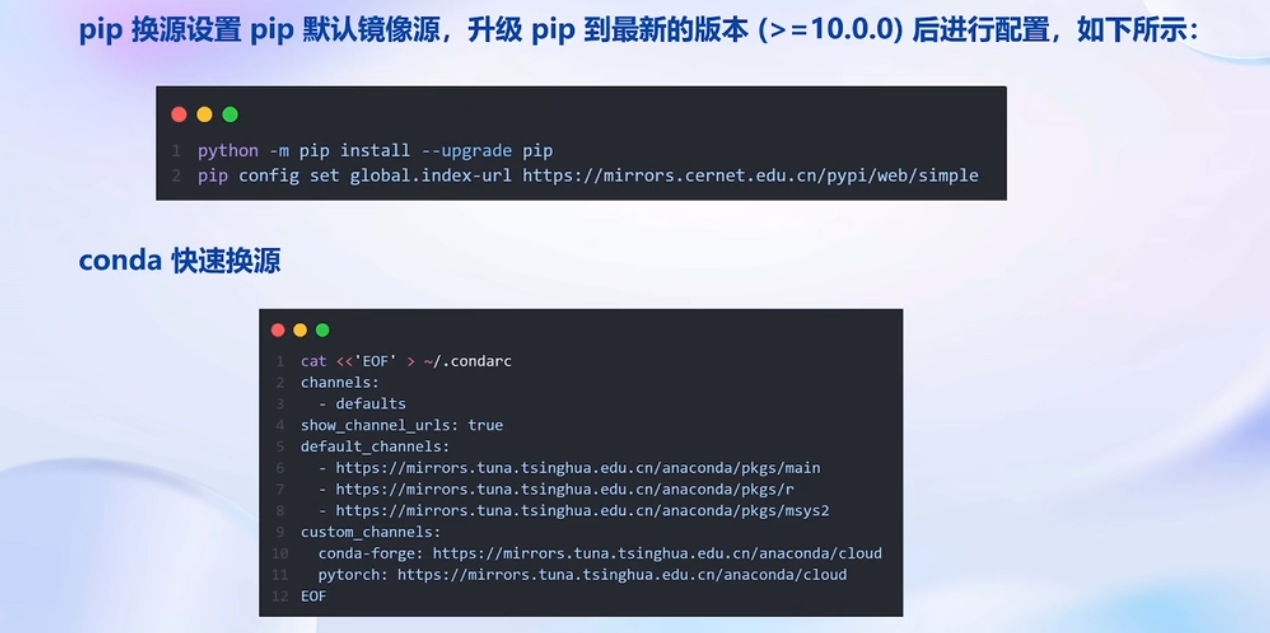 pip 换源设置 pip 默认镜像源，升级 pip 到最新的版本 (>=10.0.0) 后进行配置，如下所示：
1 python -m pip install --upgrade pip
2 pip config set global.index-url https://mirrors.cernet.edu.cn/pypi/web/simple
conda 快速换源
1 cat <<'EOF' > ~/.condarc
2 channels:
3   - defaults
4 show_channel_urls: true
5 default_channels:
6   - https://mirrors.tuna.tsinghua.edu.cn/anaconda/pkgs/main
7   - https://mirrors.tuna.tsinghua.edu.cn/anaconda/pkgs/r
8   - https://mirrors.tuna.tsinghua.edu.cn/anaconda/pkgs/msys2
9 custom_channels:
10   conda-forge: https://mirrors.tuna.tsinghua.edu.cn/anaconda/cloud
11   pytorch: https://mirrors.tuna.tsinghua.edu.cn/anaconda/cloud
12 EOF